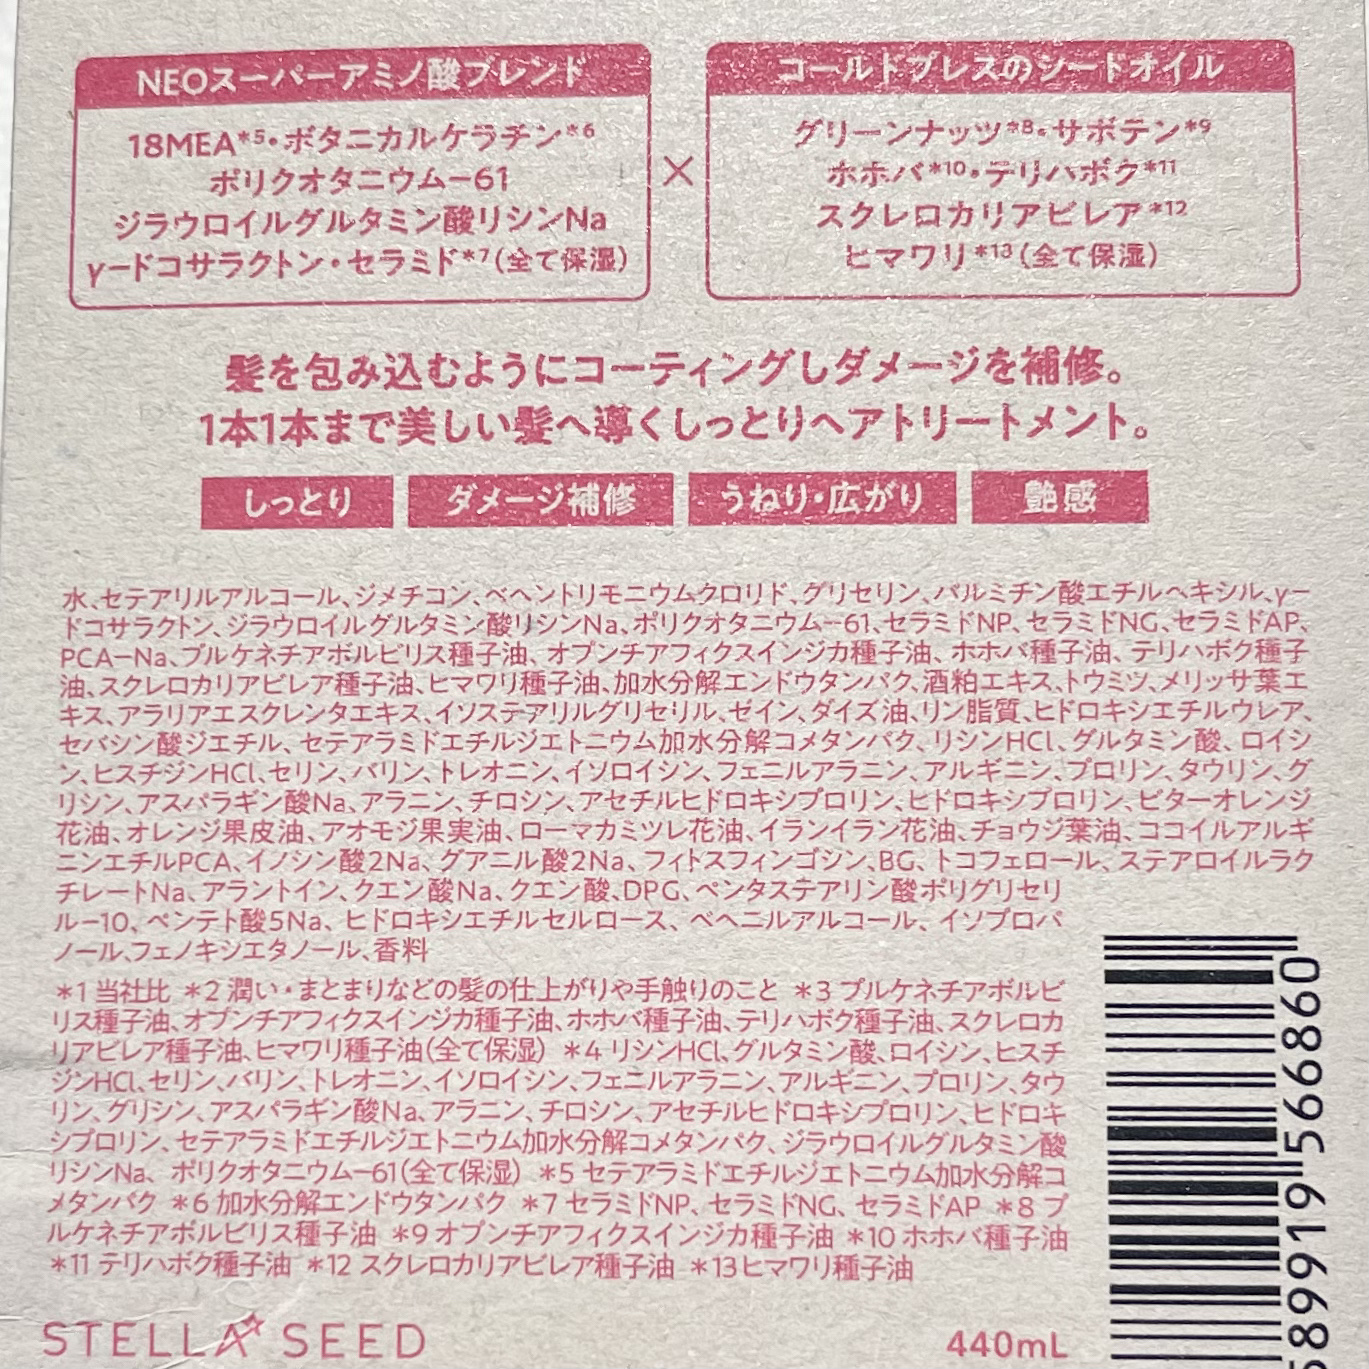 NEOスーパーアミノ酸ブレンド
18MEA*5・ボタニカルケラチン*6
ポリクオタニウムー61
ジラウロイルグルタミン酸リシンNa
γードコサラクトン・セラミド*7(全て保湿)
×
コールドプレスのシードオイル
グリーンナッツ*8・サボテン*9
ホホバ*10・テリハボク*11
スクレロカリアビレア*12
ヒマワリ*13(全て保湿)
髪を包み込むようにコーティングしダメージを補修。
1本1本まで美しい髪へ導くしっとりヘアトリートメント。
しっとり ダメージ補修 うねり・広がり 艶感
水、セテアリルアルコール、ジメチコン、ベヘントリモニウムクロリド、グリセリン、パルミチン酸エチルヘキシル、γー
ドコサラクトン、ジラウロイルグルタミン酸リシンNa、ポリクオタニウムー61、セラミドNP、セラミドNG、セラミドAP、
PCAーNa、プルケネチアボルビリス種子油、オプンチアフィクスインジカ種子油、ホホバ種子油、テリハボク種子
油、スクレロカリアビレア種子油、ヒマワリ種子油、加水分解エンドウタンパク、酒粕エキス、トウミツ、メリッサ葉エ
キス、アラリアエスクレンタエキス、イソステアリルグリセリル、ゼイン、ダイズ油、リン脂質、ヒドロキシエチルウレア、
セバシン酸ジエチル、セテアラミドエチルジエトニウム加水分解コメタンパク、リシンHCl、グルタミン酸、ロイシ
ン、ヒスチジンHCl、セリン、バリン、トレオニン、イソロイシン、フェニルアラニン、アルギニン、プロリン、タウリン、グ
リシン、アスパラギン酸Na、アラニン、チロシン、アセチルヒドロキシプロリン、ヒドロキシプロリン、ビターオレンジ
花油、オレンジ果皮油、アオモジ果実油、ローマカミツレ花油、イランイラン花油、チョウジ葉油、ココイルアルギ
ニンエチルPCA、イノシン酸2Na、グアニル酸2Na、フィトスフィンゴシン、BG、トコフェロール、ステアロイルラク
チレートNa、アラントイン、クエン酸Na、クエン酸、DPG、ペンタステアリン酸ポリグリセリ
ルー10、ペンテト酸5Na、ヒドロキシエチルセルロース、ベヘニルアルコール、イソプロパ
ノール、フェノキシエタノール、香料
*1 当社比 *2 潤い・まとまりなどの髪の仕上がりや手触りのこと *3 プルケネチアボルビ
リス種子油、オプンチアフィクスインジカ種子油、ホホバ種子油、テリハボク種子油、スクレロカ
リアビレア種子油、ヒマワリ種子油(全て保湿) *4 リシンHCl、グルタミン酸、ロイシン、ヒスチ
ジンHCl、セリン、バリン、トレオニン、イソロイシン、フェニルアラニン、アルギニン、プロリン、タウ
リン、グリシン、アスパラギン酸Na、アラニン、チロシン、アセチルヒドロキシプロリン、ヒドロキ
シプロリン、セテアラミドエチルジエトニウム加水分解コメタンパク、ジラウロイルグルタミン酸
リシンNa、ポリクオタニウムー61(全て保湿) *5 セテアラミドエチルジエトニウム加水分解コ
メタンパク *6 加水分解エンドウタンパク *7 セラミドNP、セラミドNG、セラミドAP *8 プ
ルケネチアボルビリス種子油 *9 オプンチアフィクスインジカ種子油 *10 ホホバ種子油
*11 テリハボク種子油 *12 スクレロカリアビレア種子油 *13ヒマワリ種子油
STELLA SEED
440mL
89919 566860